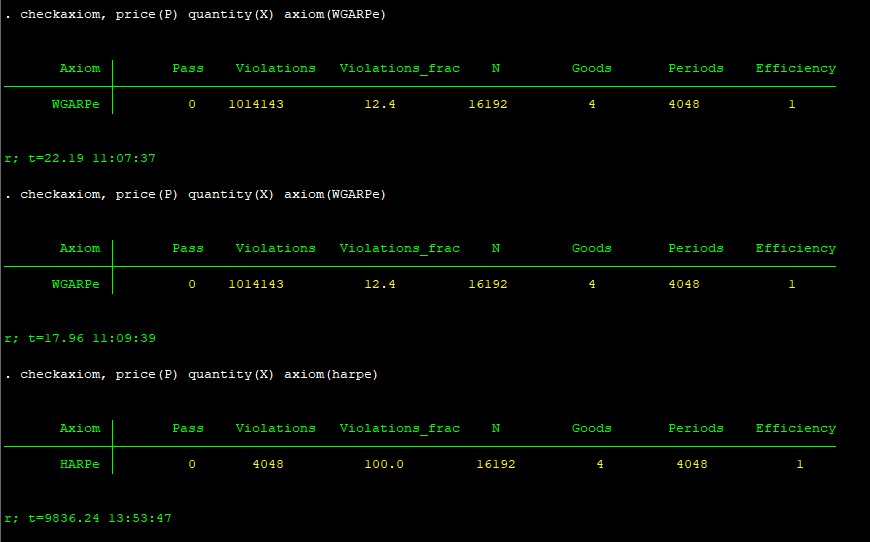 . checkaxiom, price(P) quantity(X) axiom(WGARPe)
Axiom Pass Violations Violations_frac N Goods Periods Efficiency
WGARPe 0 1014143 12.4 16192 4 4048 1
r; t=22.19 11:07:37
. checkaxiom, price(P) quantity(X) axiom(WGARPe)
Axiom Pass Violations Violations_frac N Goods Periods Efficiency
WGARPe 0 1014143 12.4 16192 4 4048 1
r; t=17.96 11:09:39
. checkaxiom, price(P) quantity(X) axiom(harpe)
Axiom Pass Violations Violations_frac N Goods Periods Efficiency
HARPe 0 4048 100.0 16192 4 4048 1
r; t=9836.24 13:53:47